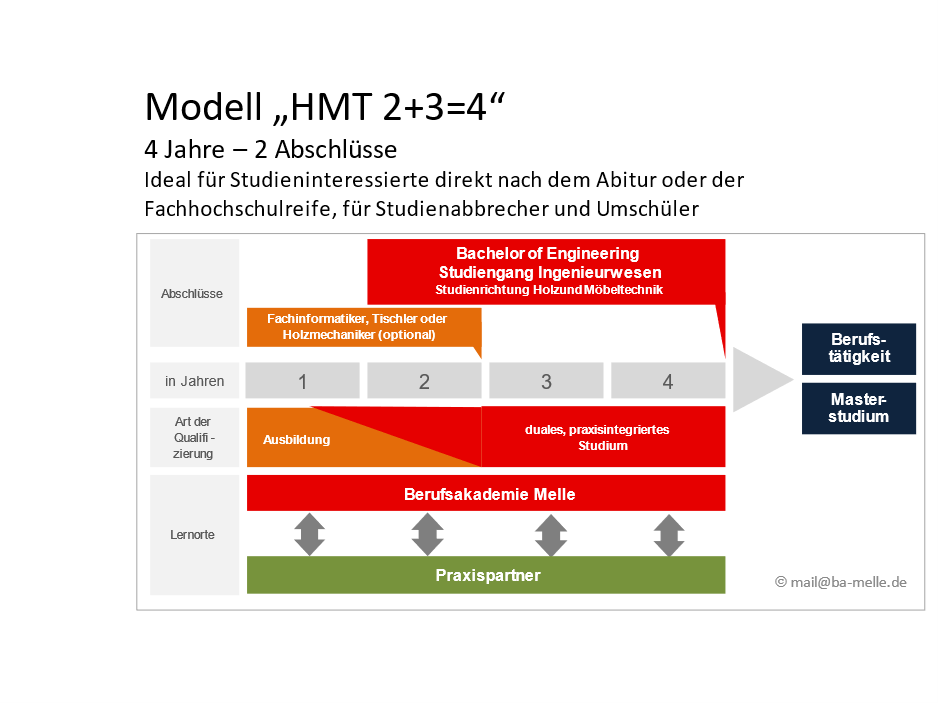 Modell „HMT 2+3=4“
4 Jahre – 2 Abschlüsse
Ideal für Studieninteressierte direkt nach dem Abitur oder der
Fachhochschulreife, für Studienabbrecher und Umschüler
Abschlüsse
Bachelor of Engineering
Studiengang Ingenieurwesen
Studienrichtung Holzund Möbeltechnik
Fachinformatiker, Tischler oder
Holzmechaniker (optional)
in Jahren
1
2
3
4
Berufs-
tätigkeit
Master-
studium
Art der
Qualifi -
zierung
Ausbildung
duales, praxisintegriertes
Studium
Lernorte
Berufsakademie Melle
Praxispartner
© mail@ba-melle.de